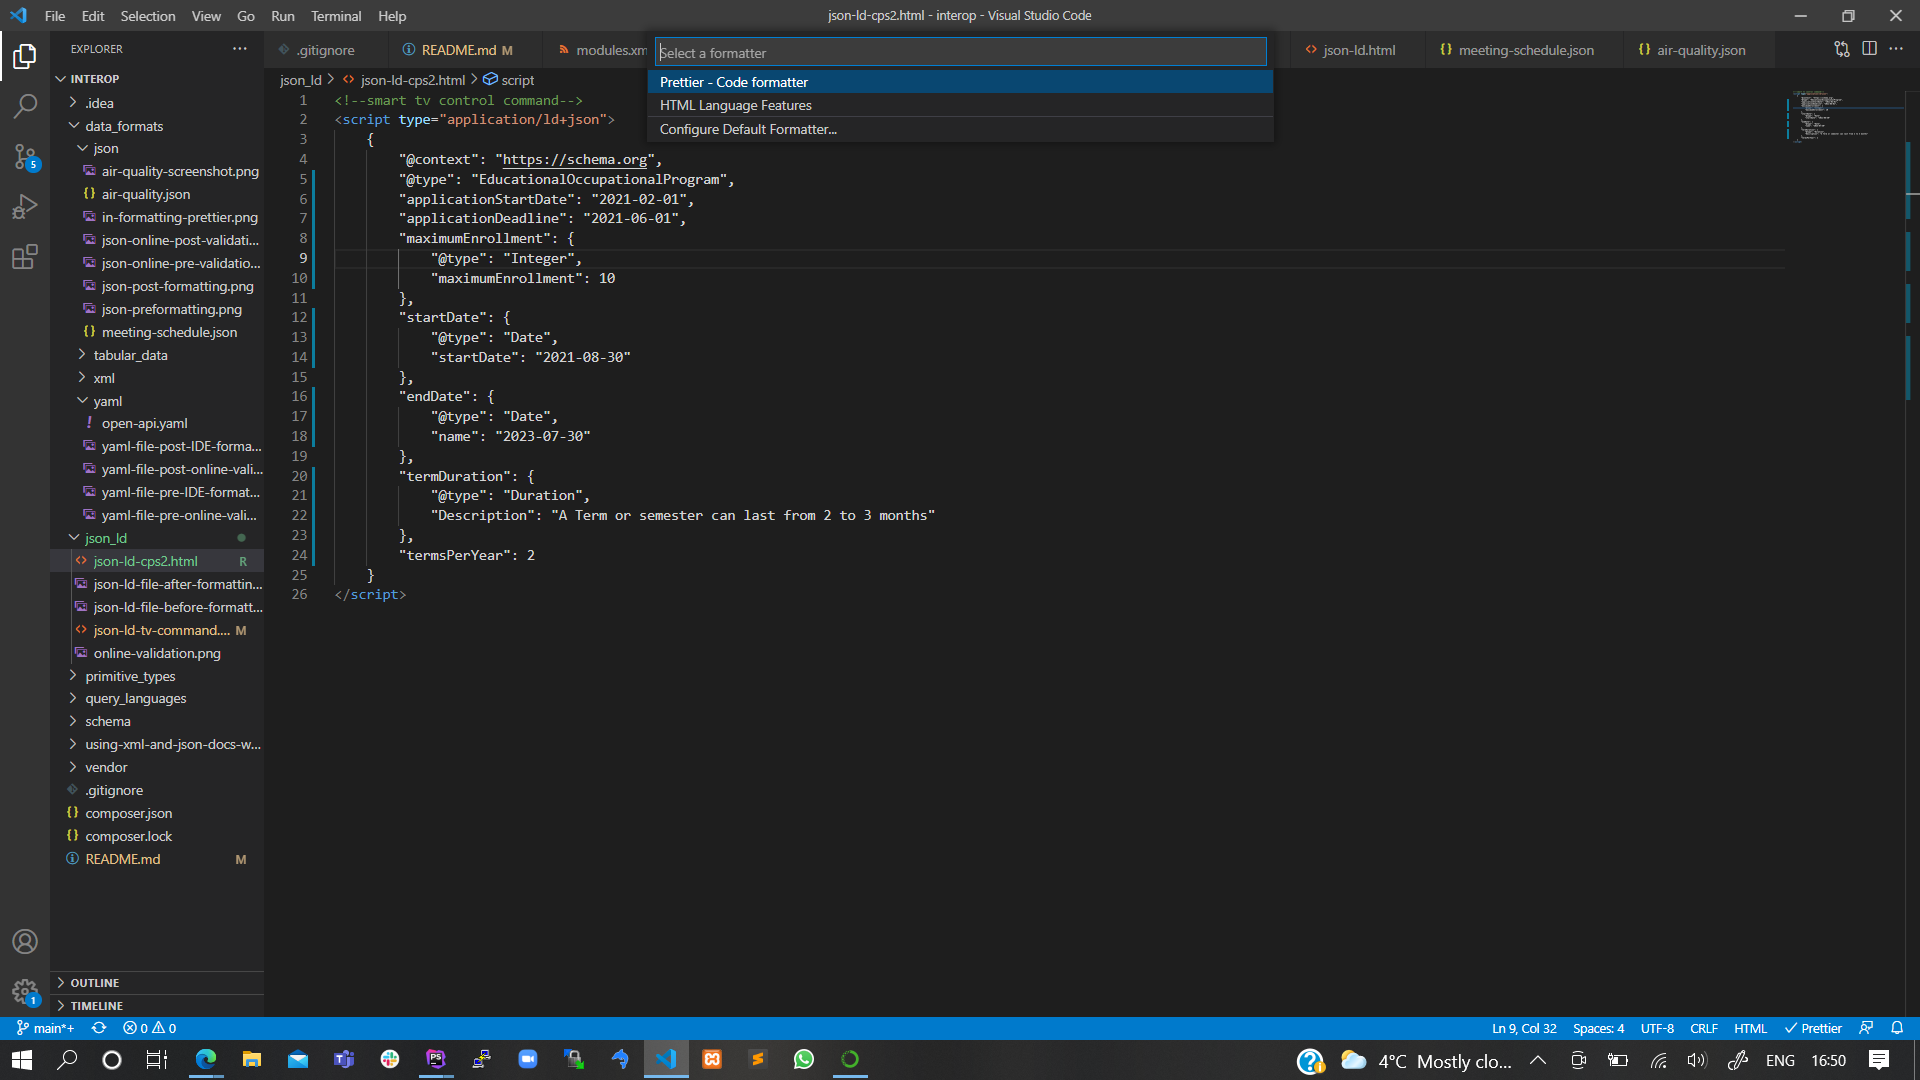 File Edit Selection View Go Run Terminal Help
json-ld-cps2.html - interop - Visual Studio Code
EXPLORER
.gitignore
README.md M
modules.xm
json-ld.html
meeting-schedule.json
air-quality.json
Select a formatter
Prettier - Code formatter
HTML Language Features
Configure Default Formatter...
INTEROP
.idea
data_formats
json
air-quality-screenshot.png
air-quality.json
in-formatting-prettier.png
json-online-post-validati...
json-online-pre-validatio...
json-post-formatting.png
json-preformatting.png
meeting-schedule.json
tabular_data
xml
yaml
open-api.yaml
yaml-file-post-IDE-forma...
yaml-file-post-online-vali...
yaml-file-pre-IDE-format...
yaml-file-pre-online-vali...
json_ld
json-ld-cps2.html R
json-ld-file-after-formattin...
json-ld-file-before-formatt...
json-ld-tv-command.... M
online-validation.png
primitive_types
query_languages
schema
using-xml-and-json-docs-w...
vendor
.gitignore
composer.json
composer.lock
README.md M
OUTLINE
TIMELINE
5
1
json_ld > json-ld-cps2.html > script
1 <!--smart tv control command-->
2 <script type="application/ld+json">
3 {
4 "@context": "https://schema.org",
5 "@type": "EducationalOccupationalProgram",
6 "applicationStartDate": "2021-02-01",
7 "applicationDeadline": "2021-06-01",
8 "maximumEnrollment": {
9 "@type": "Integer",
10 "maximumEnrollment": 10
11 },
12 "startDate": {
13 "@type": "Date",
14 "startDate": "2021-08-30"
15 },
16 "endDate": {
17 "@type": "Date",
18 "name": "2023-07-30"
19 },
20 "termDuration": {
21 "@type": "Duration",
22 "Description": "A Term or semester can last from 2 to 3 months"
23 },
24 "termsPerYear": 2
25 }
26 </script>
main*+ 0 0
Ln 9, Col 32 Spaces: 4 UTF-8 CRLF HTML Prettier
4°C Mostly clo... ENG 16:50